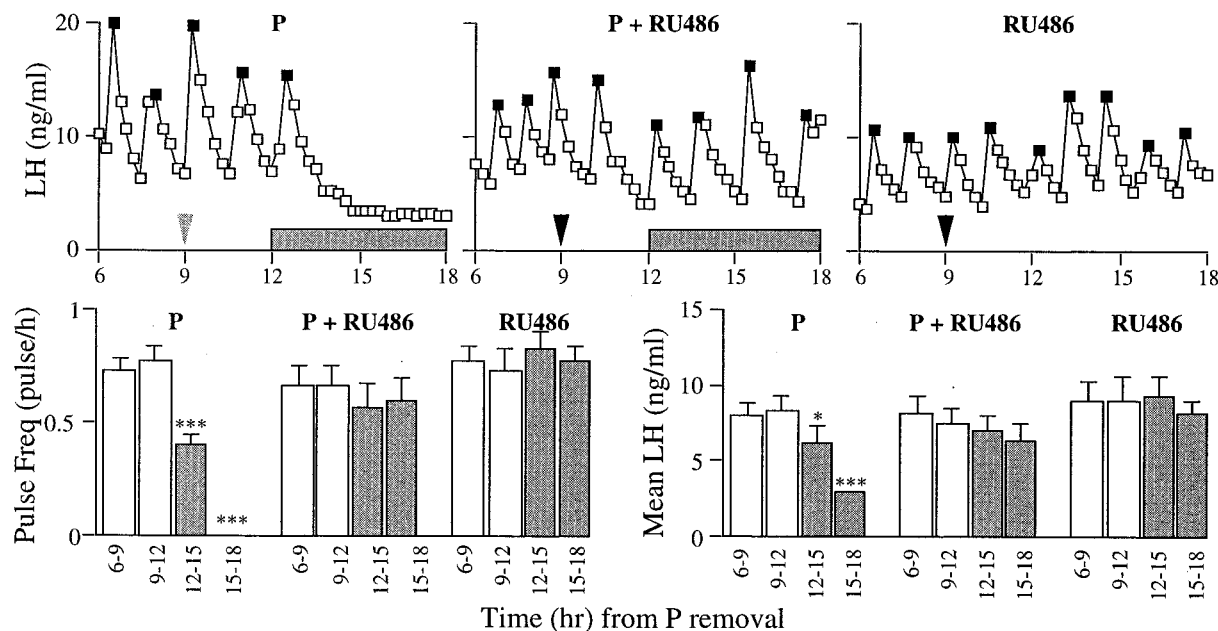 P
P + RU486
RU486
LH (ng/ml)
20
10
0
6 9 12 15 18
6 9 12 15 18
6 9 12 15 18
P
P + RU486
RU486
Pulse Freq (pulse/h)
1
0.5
0
***
***
6-9 9-12 12-15 15-18
6-9 9-12 12-15 15-18
6-9 9-12 12-15 15-18
P
P + RU486
RU486
Mean LH (ng/ml)
15
10
5
0
*
***
6-9 9-12 12-15 15-18
6-9 9-12 12-15 15-18
6-9 9-12 12-15 15-18
Time (hr) from P removal